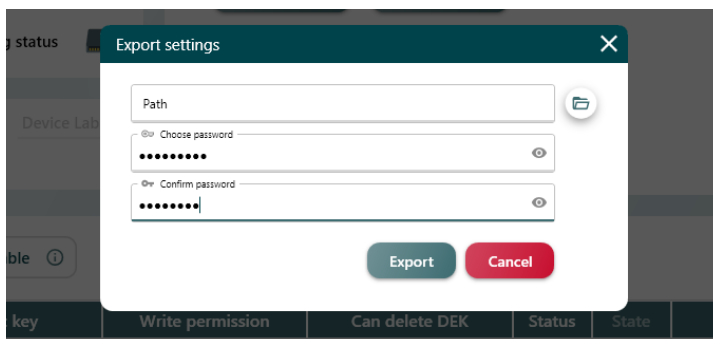 g status
Export settings
Path
Device Lab
Choose password
•••••••••
Confirm password
••••••••
able
Export
Cancel
key
Write permission
Can delete DEK
Status
State